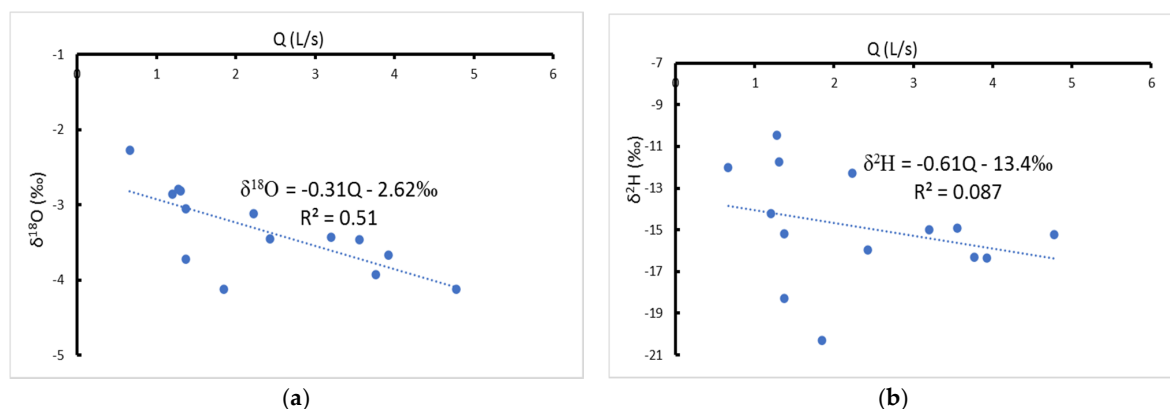 Q (L/s)
-1
0 1 2 3 4 5 6
-2
-3
-4
-5
δ¹⁸O (‰)
δ¹⁸O = -0.31Q - 2.62‰
R² = 0.51
(a)
Q (L/s)
-7
0 1 2 3 4 5 6
-9
-11
-13
-15
-17
-19
-21
δ²H (‰)
δ²H = -0.61Q - 13.4‰
R² = 0.087
(b)